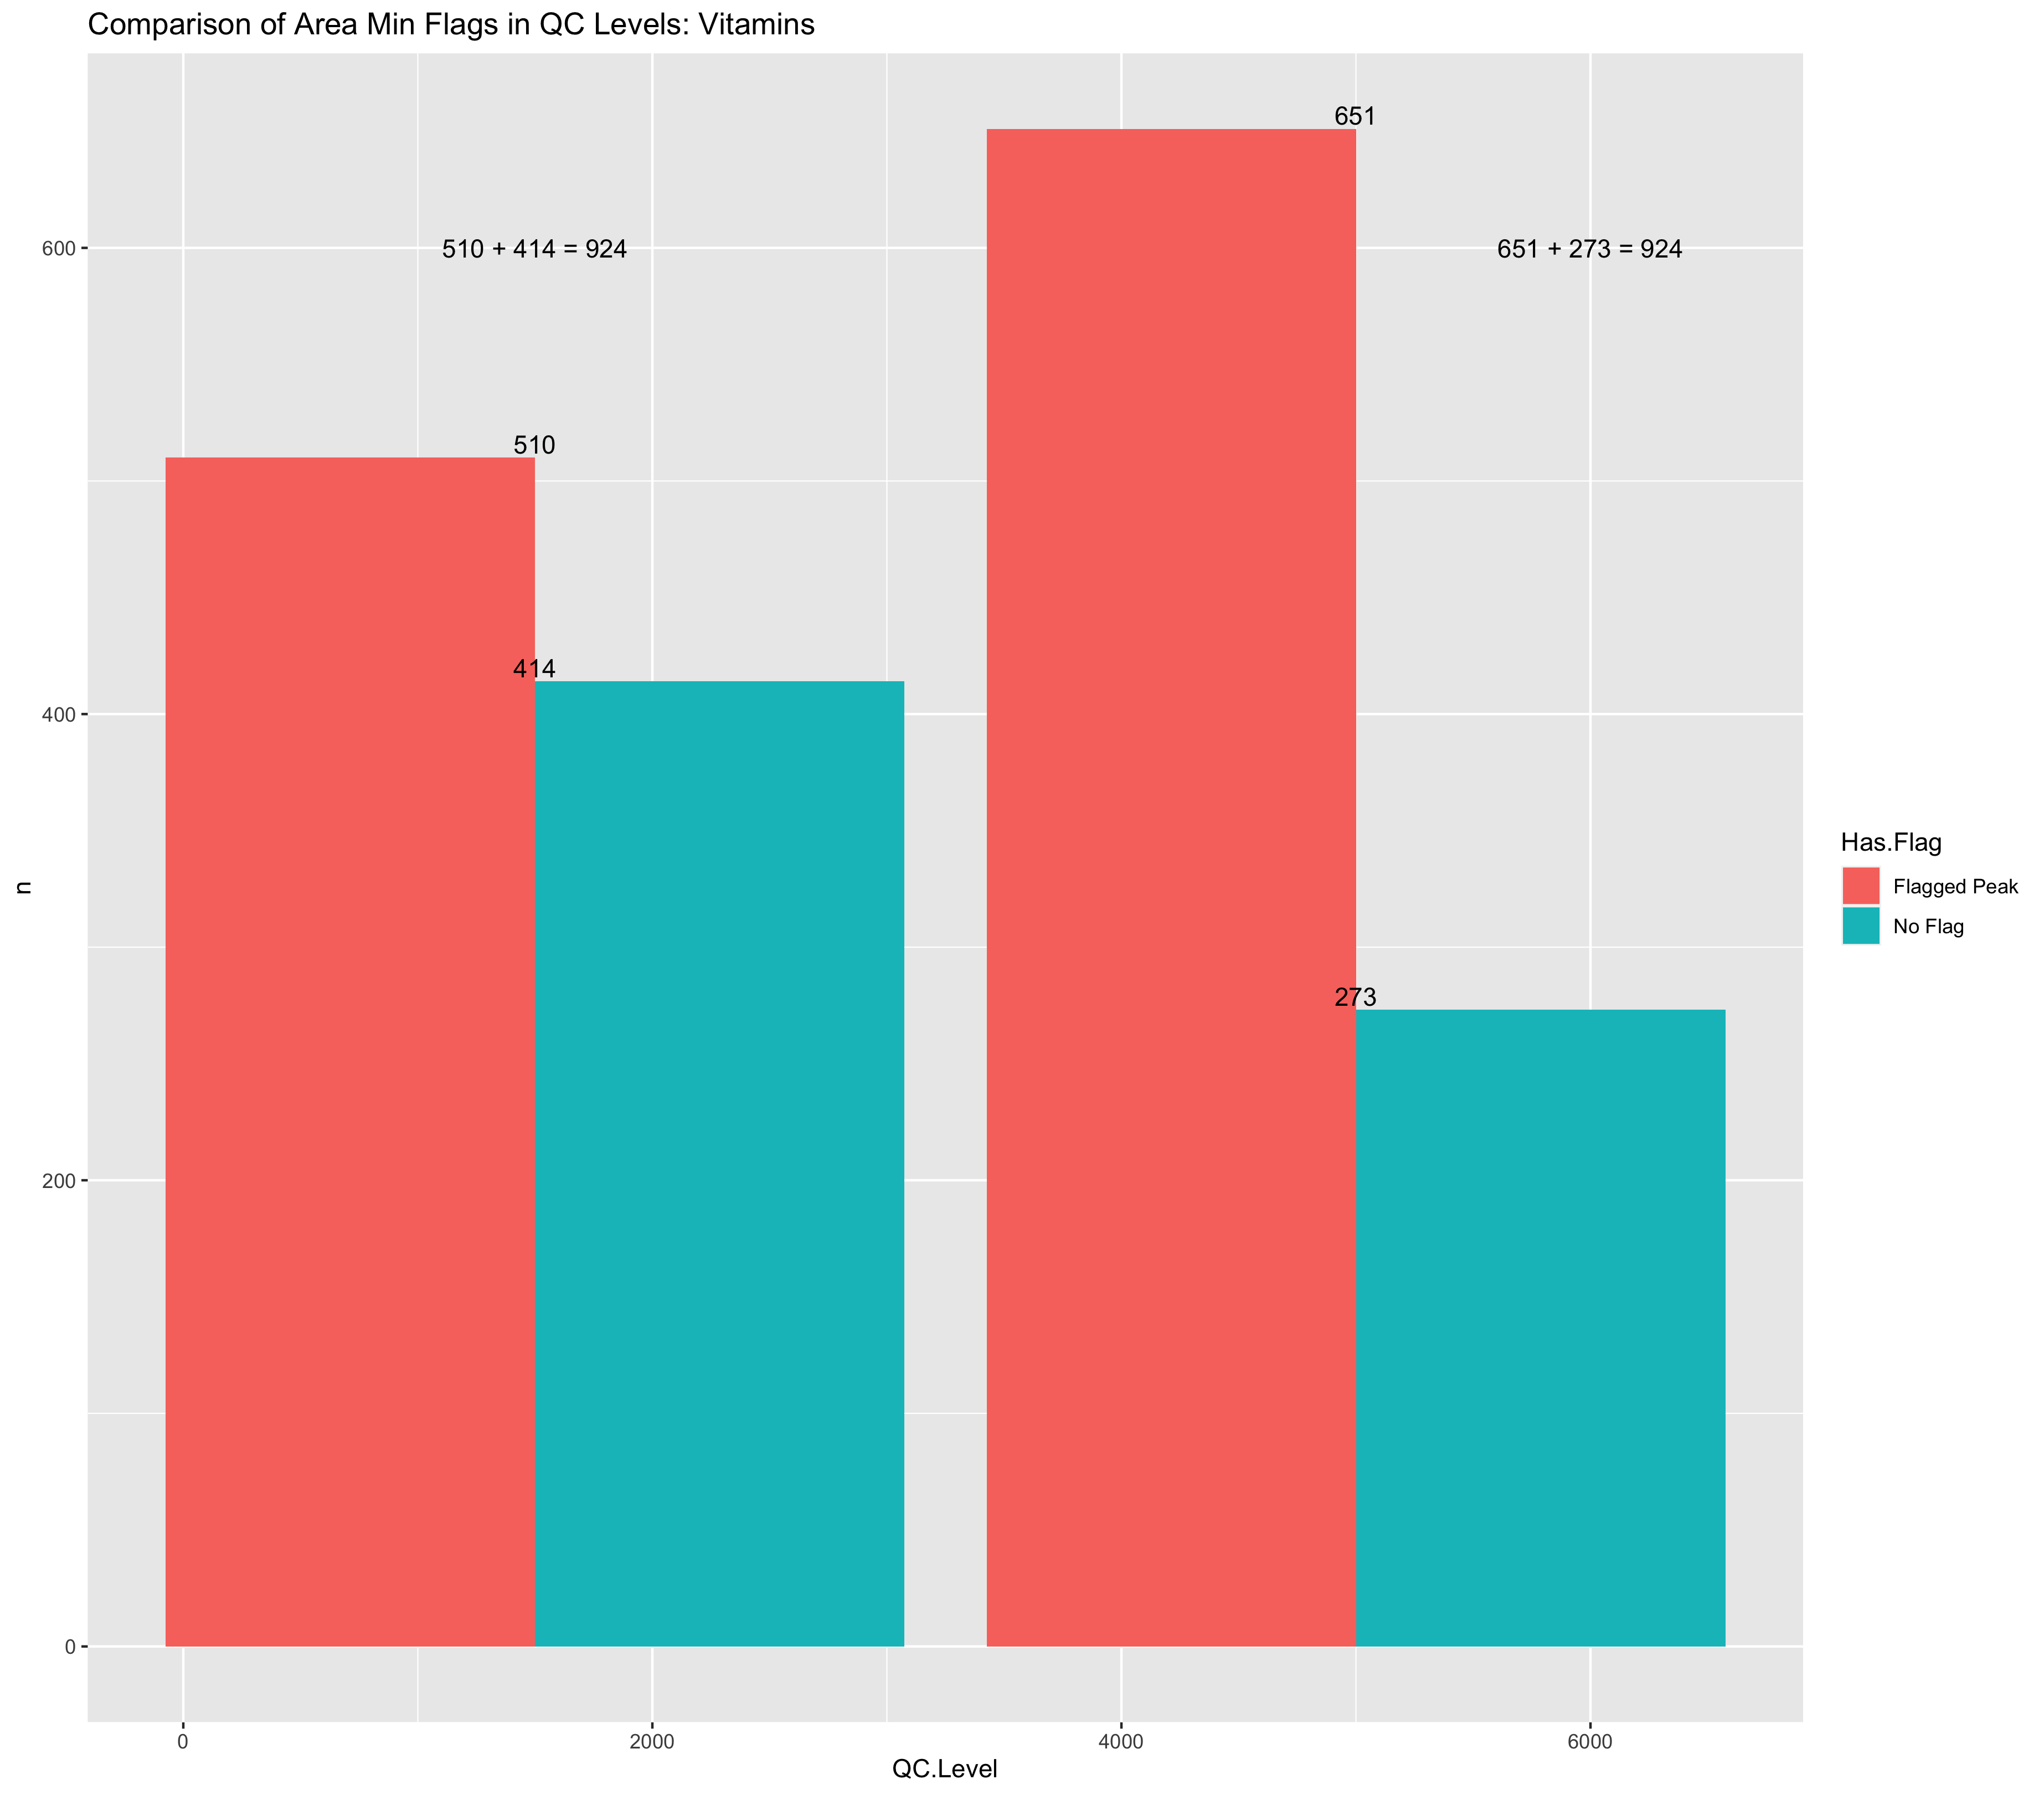 Comparison of Area Min Flags in QC Levels: Vitamins
651
600
510 + 414 = 924
651 + 273 = 924
510
414
400
n
Has.Flag
Flagged Peak
No Flag
273
200
0
0
2000
4000
6000
QC.Level